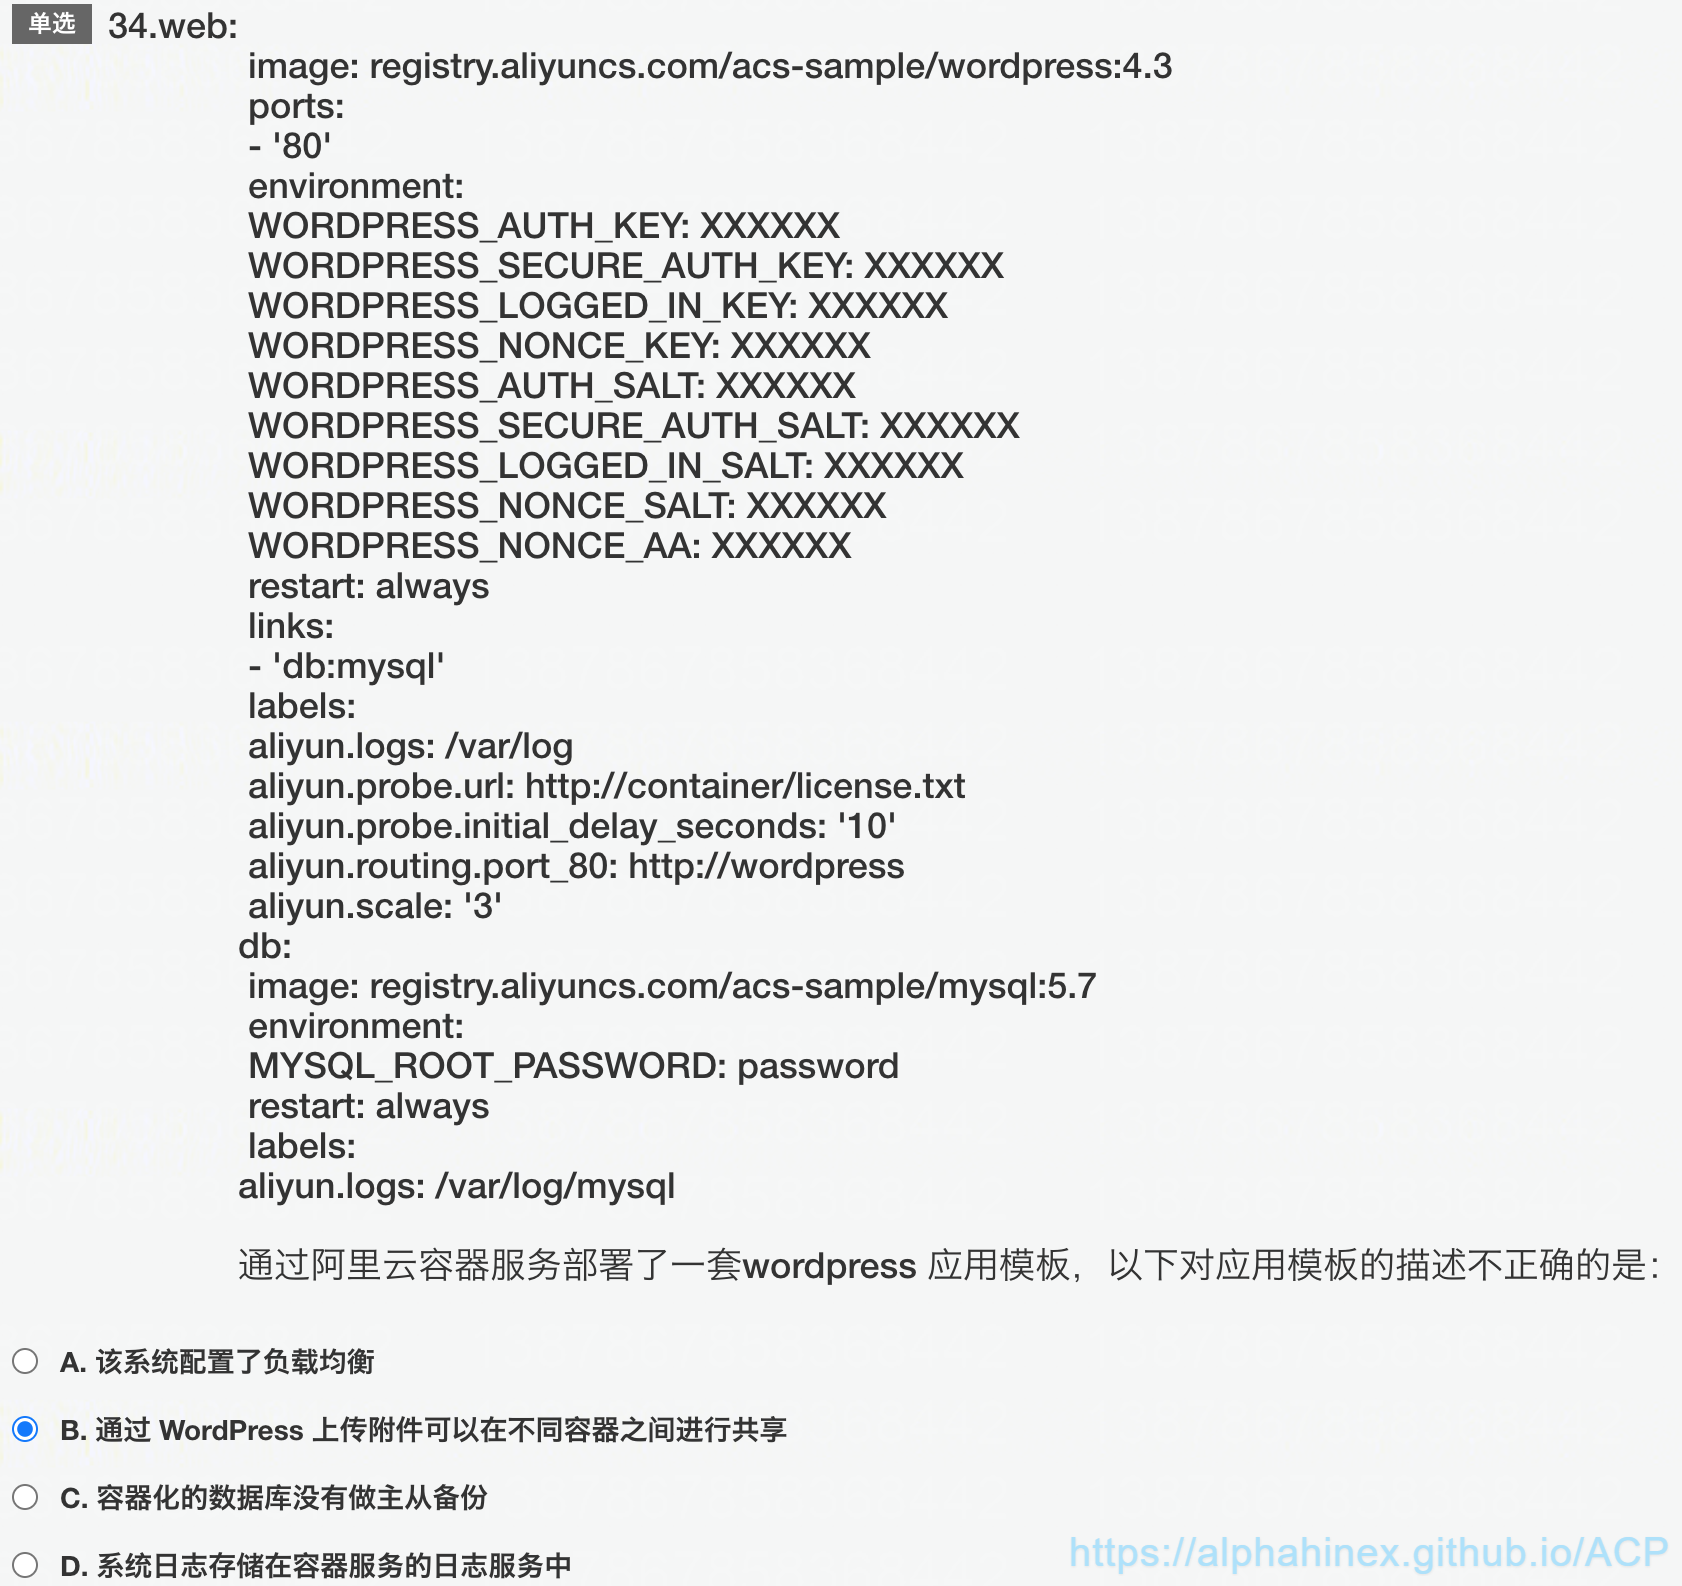 单选 34.web:
image: registry.aliyuncs.com/acs-sample/wordpress:4.3
ports:
- '80'
environment:
WORDPRESS_AUTH_KEY: XXXXXX
WORDPRESS_SECURE_AUTH_KEY: XXXXXX
WORDPRESS_LOGGED_IN_KEY: XXXXXX
WORDPRESS_NONCE_KEY: XXXXXX
WORDPRESS_AUTH_SALT: XXXXXX
WORDPRESS_SECURE_AUTH_SALT: XXXXXX
WORDPRESS_LOGGED_IN_SALT: XXXXXX
WORDPRESS_NONCE_SALT: XXXXXX
WORDPRESS_NONCE_AA: XXXXXX
restart: always
links:
- 'db:mysql'
labels:
aliyun.logs: /var/log
aliyun.probe.url: http://container/license.txt
aliyun.probe.initial_delay_seconds: '10'
aliyun.routing.port_80: http://wordpress
aliyun.scale: '3'
db:
image: registry.aliyuncs.com/acs-sample/mysql:5.7
environment:
MYSQL_ROOT_PASSWORD: password
restart: always
labels:
aliyun.logs: /var/log/mysql
通过阿里云容器服务部署了一套wordpress 应用模板，以下对应用模板的描述不正确的是：
A. 该系统配置了负载均衡
B. 通过 WordPress 上传附件可以在不同容器之间进行共享
C. 容器化的数据库没有做主从备份
D. 系统日志存储在容器服务的日志服务中
https://alphahinex.github.io/ACP